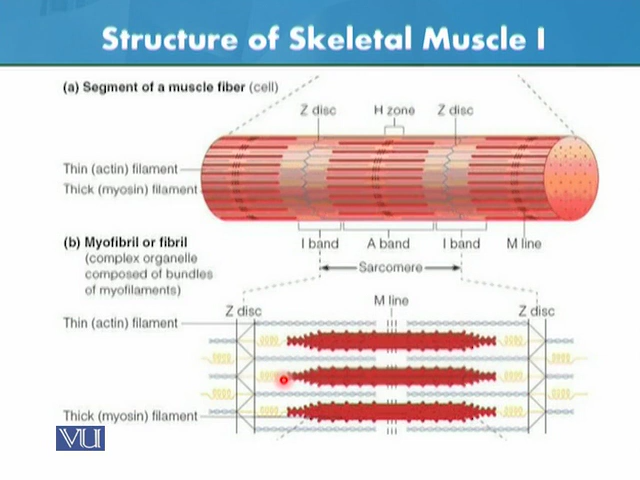 Structure of Skeletal Muscle I
(a) Segment of a muscle fiber (cell)
Z disc H zone Z disc
Thin (actin) filament
Thick (myosin) filament
(b) Myofibril or fibril
(complex organelle
composed of bundles
of myofilaments)
I band A band I band M line
Sarcomere
Z disc M line Z disc
Thin (actin) filament
Thick (myosin) filament
VU